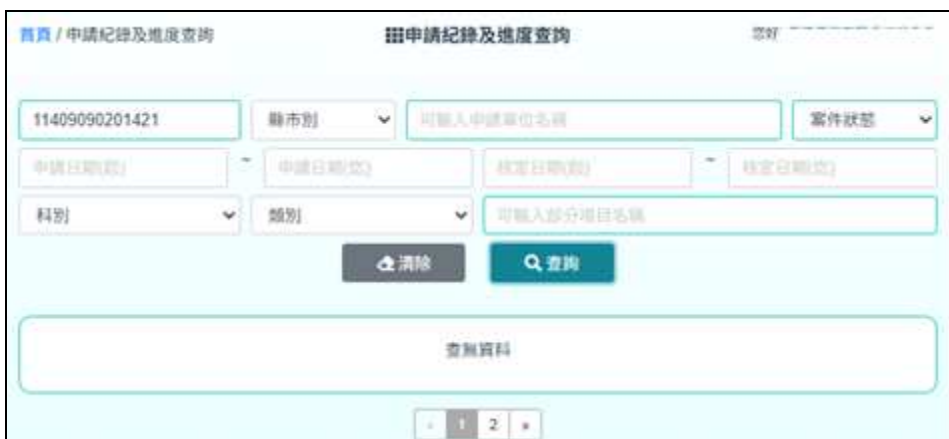 首頁 / 申請紀錄及進度查詢
申請紀錄及進度查詢
您好
11409090201421 縣市別 可輸入申請單位名稱 案件狀態
申請日期(起) ~ 申請日期(迄) 核定日期(起) ~ 核定日期(迄)
科別 類別 可輸入部分項目名稱
清除 查詢
查無資料
« 1 2 »